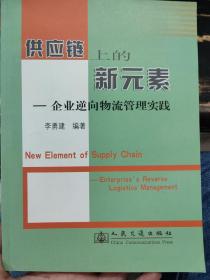 供应链上的
新元素
— 企业逆向物流管理实践
李勇建 编著
New Element of Supply Chain
—Enterprise's Reverse
Logistics Management
人民交通出版社
China Communications Press